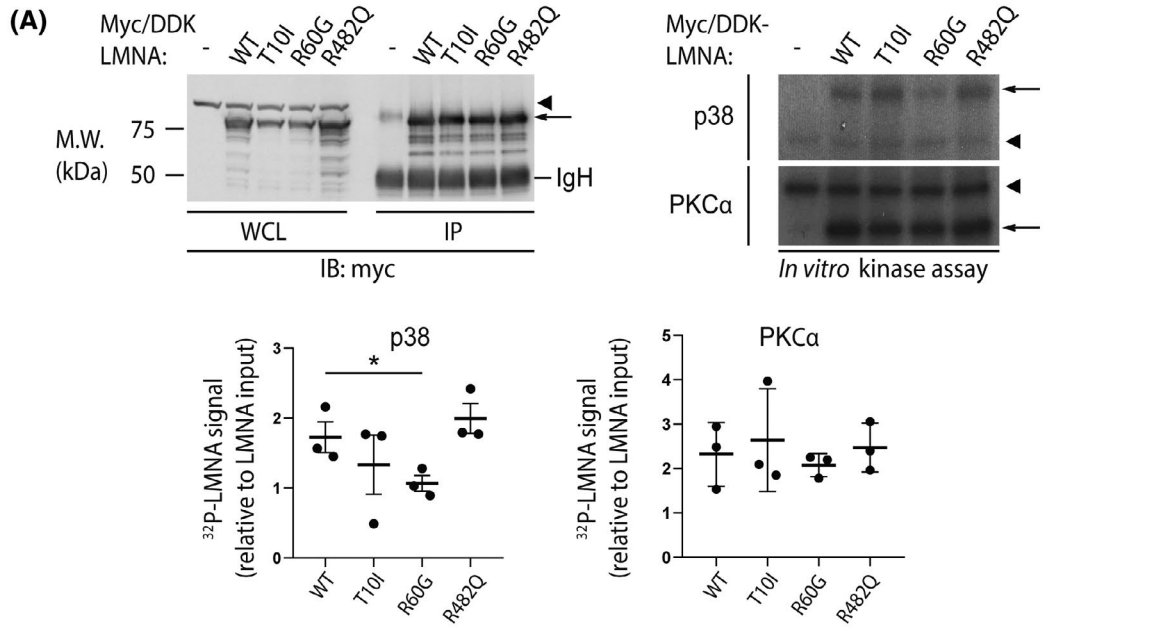 (A)
Myc/DDK
LMNA:
- WT T10I R60G R482Q - WT T10I R60G R482Q
M.W.
(kDa)
75
50
IgH
WCL IP
IB: myc
Myc/DDK-
LMNA:
- WT T10I R60G R482Q
p38
PKCα
In vitro kinase assay
p38
32P-LMNA signal
(relative to LMNA input)
3
2
1
0
*
WT T10I R60G R482Q
PKCα
32P-LMNA signal
(relative to LMNA input)
5
4
3
2
1
0
WT T10I R60G R482Q